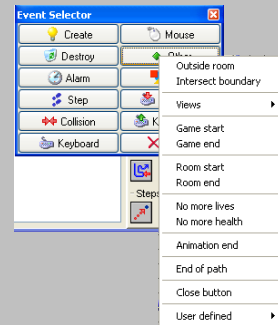 Event Selector
Create
Mouse
Destroy
Other
Alarm
Step
Collision
K
Keyboard
Steps
Outside room
Intersect boundary
Views
Game start
Game end
Room start
Room end
No more lives
No more health
Animation end
End of path
Close button
User defined